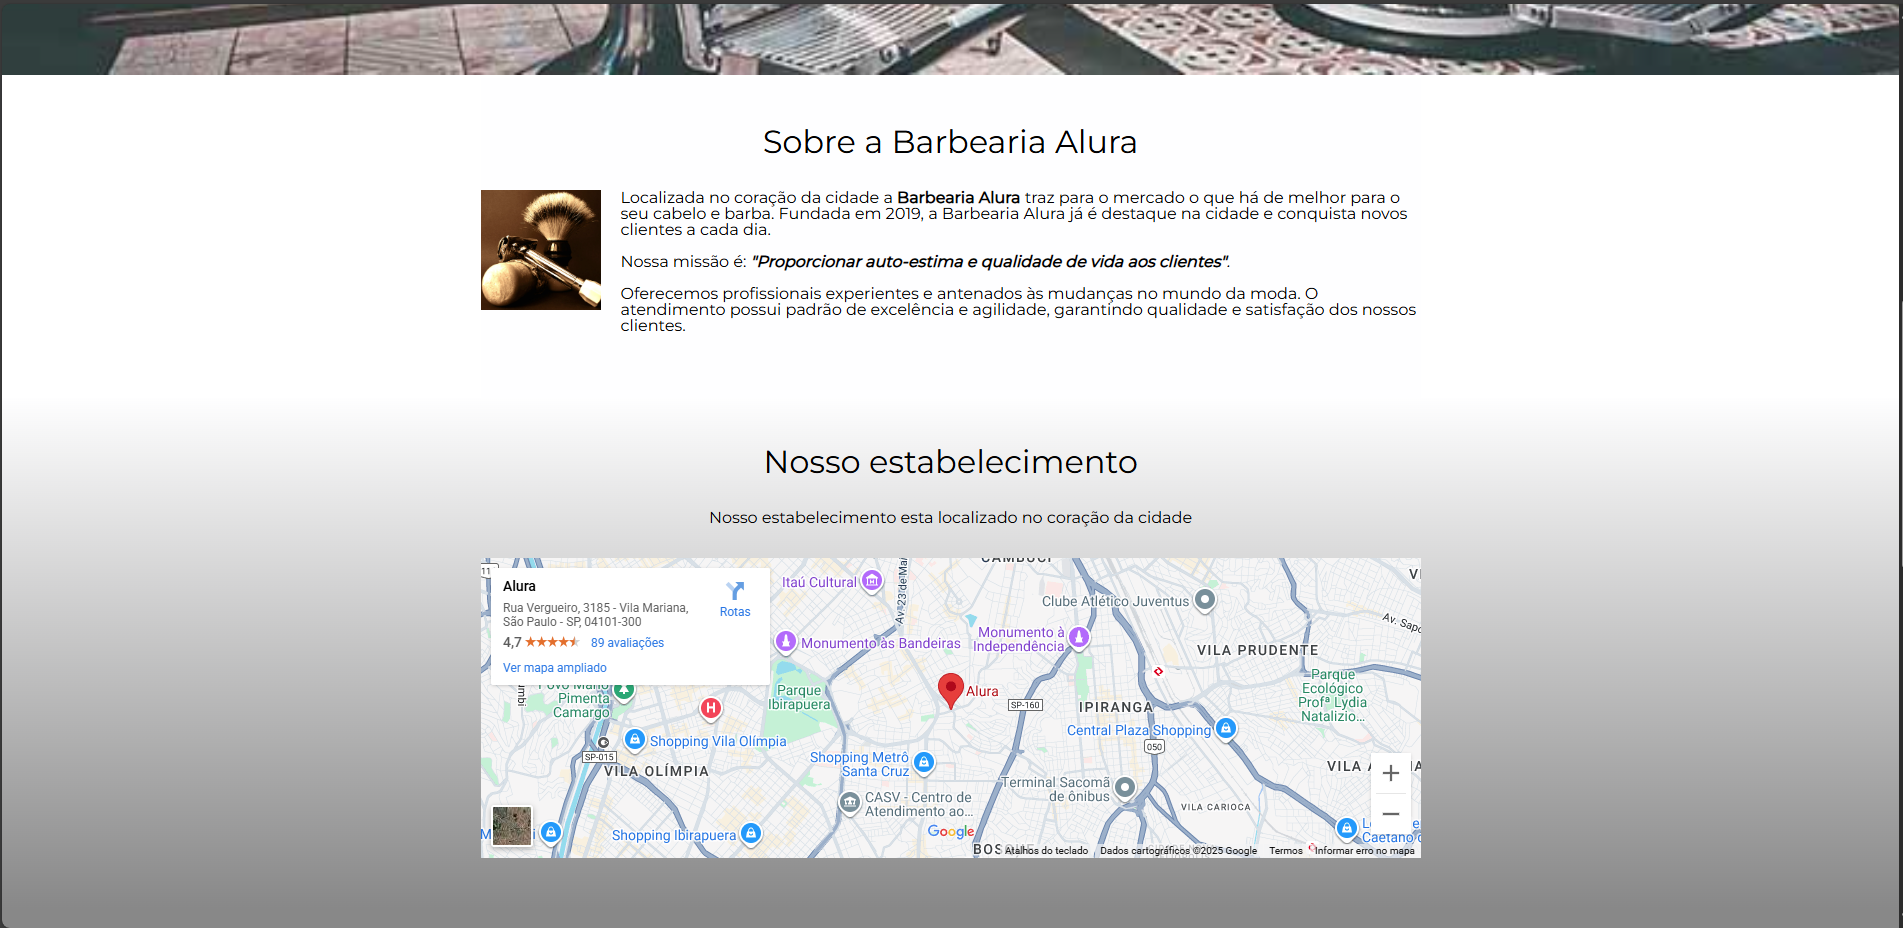 Sobre a Barbearia Alura
Localizada no coração da cidade a Barbearia Alura traz para o mercado o que há de melhor para o
seu cabelo e barba. Fundada em 2019, a Barbearia Alura já é destaque na cidade e conquista novos
clientes a cada dia.
Nossa missão é: "Proporcionar auto-estima e qualidade de vida aos clientes".
Oferecemos profissionais experientes e antenados às mudanças no mundo da moda. O
atendimento possui padrão de excelência e agilidade, garantindo qualidade e satisfação dos nossos
clientes.
Nosso estabelecimento
Nosso estabelecimento esta localizado no coração da cidade
Alura
Rua Vergueiro, 3185 - Vila Mariana,
São Paulo - SP, 04101-300
4,7
89 avaliações
Ver mapa ampliado
Rotas
11
CAMBUCI
Itaú Cultural
Av. 23 de Mai
Clube Atlético Juventus
Av. Sapo
Monumento às Bandeiras
Monumento à
Independência
VILA PRUDENTE
Povo Mário
Pimenta
Camargo
Parque
Ibirapuera
Alura
SP-160
IPIRANGA
Parque
Ecológico
Profª Lydia
Natalizio...
H
Central Plaza Shopping
050
Shopping Vila Olímpia
SP-015
VILA OLÍMPIA
Shopping Metrô
Santa Cruz
Terminal Sacomã
de ônibus
CASV - Centro de
Atendimento ao...
VILA CARIOCA
Shopping Ibirapuera
Google
Caetano
Atalhos do teclado
Dados cartográficos ©2025 Google
Termos
Informar erro no mapa